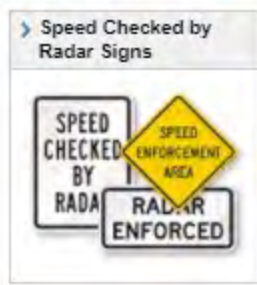 Speed Checked by
Radar Signs
SPEED
CHECKED
BY
RADA
SPEED
ENFORCEMENT
AREA
RADAR
ENFORCED